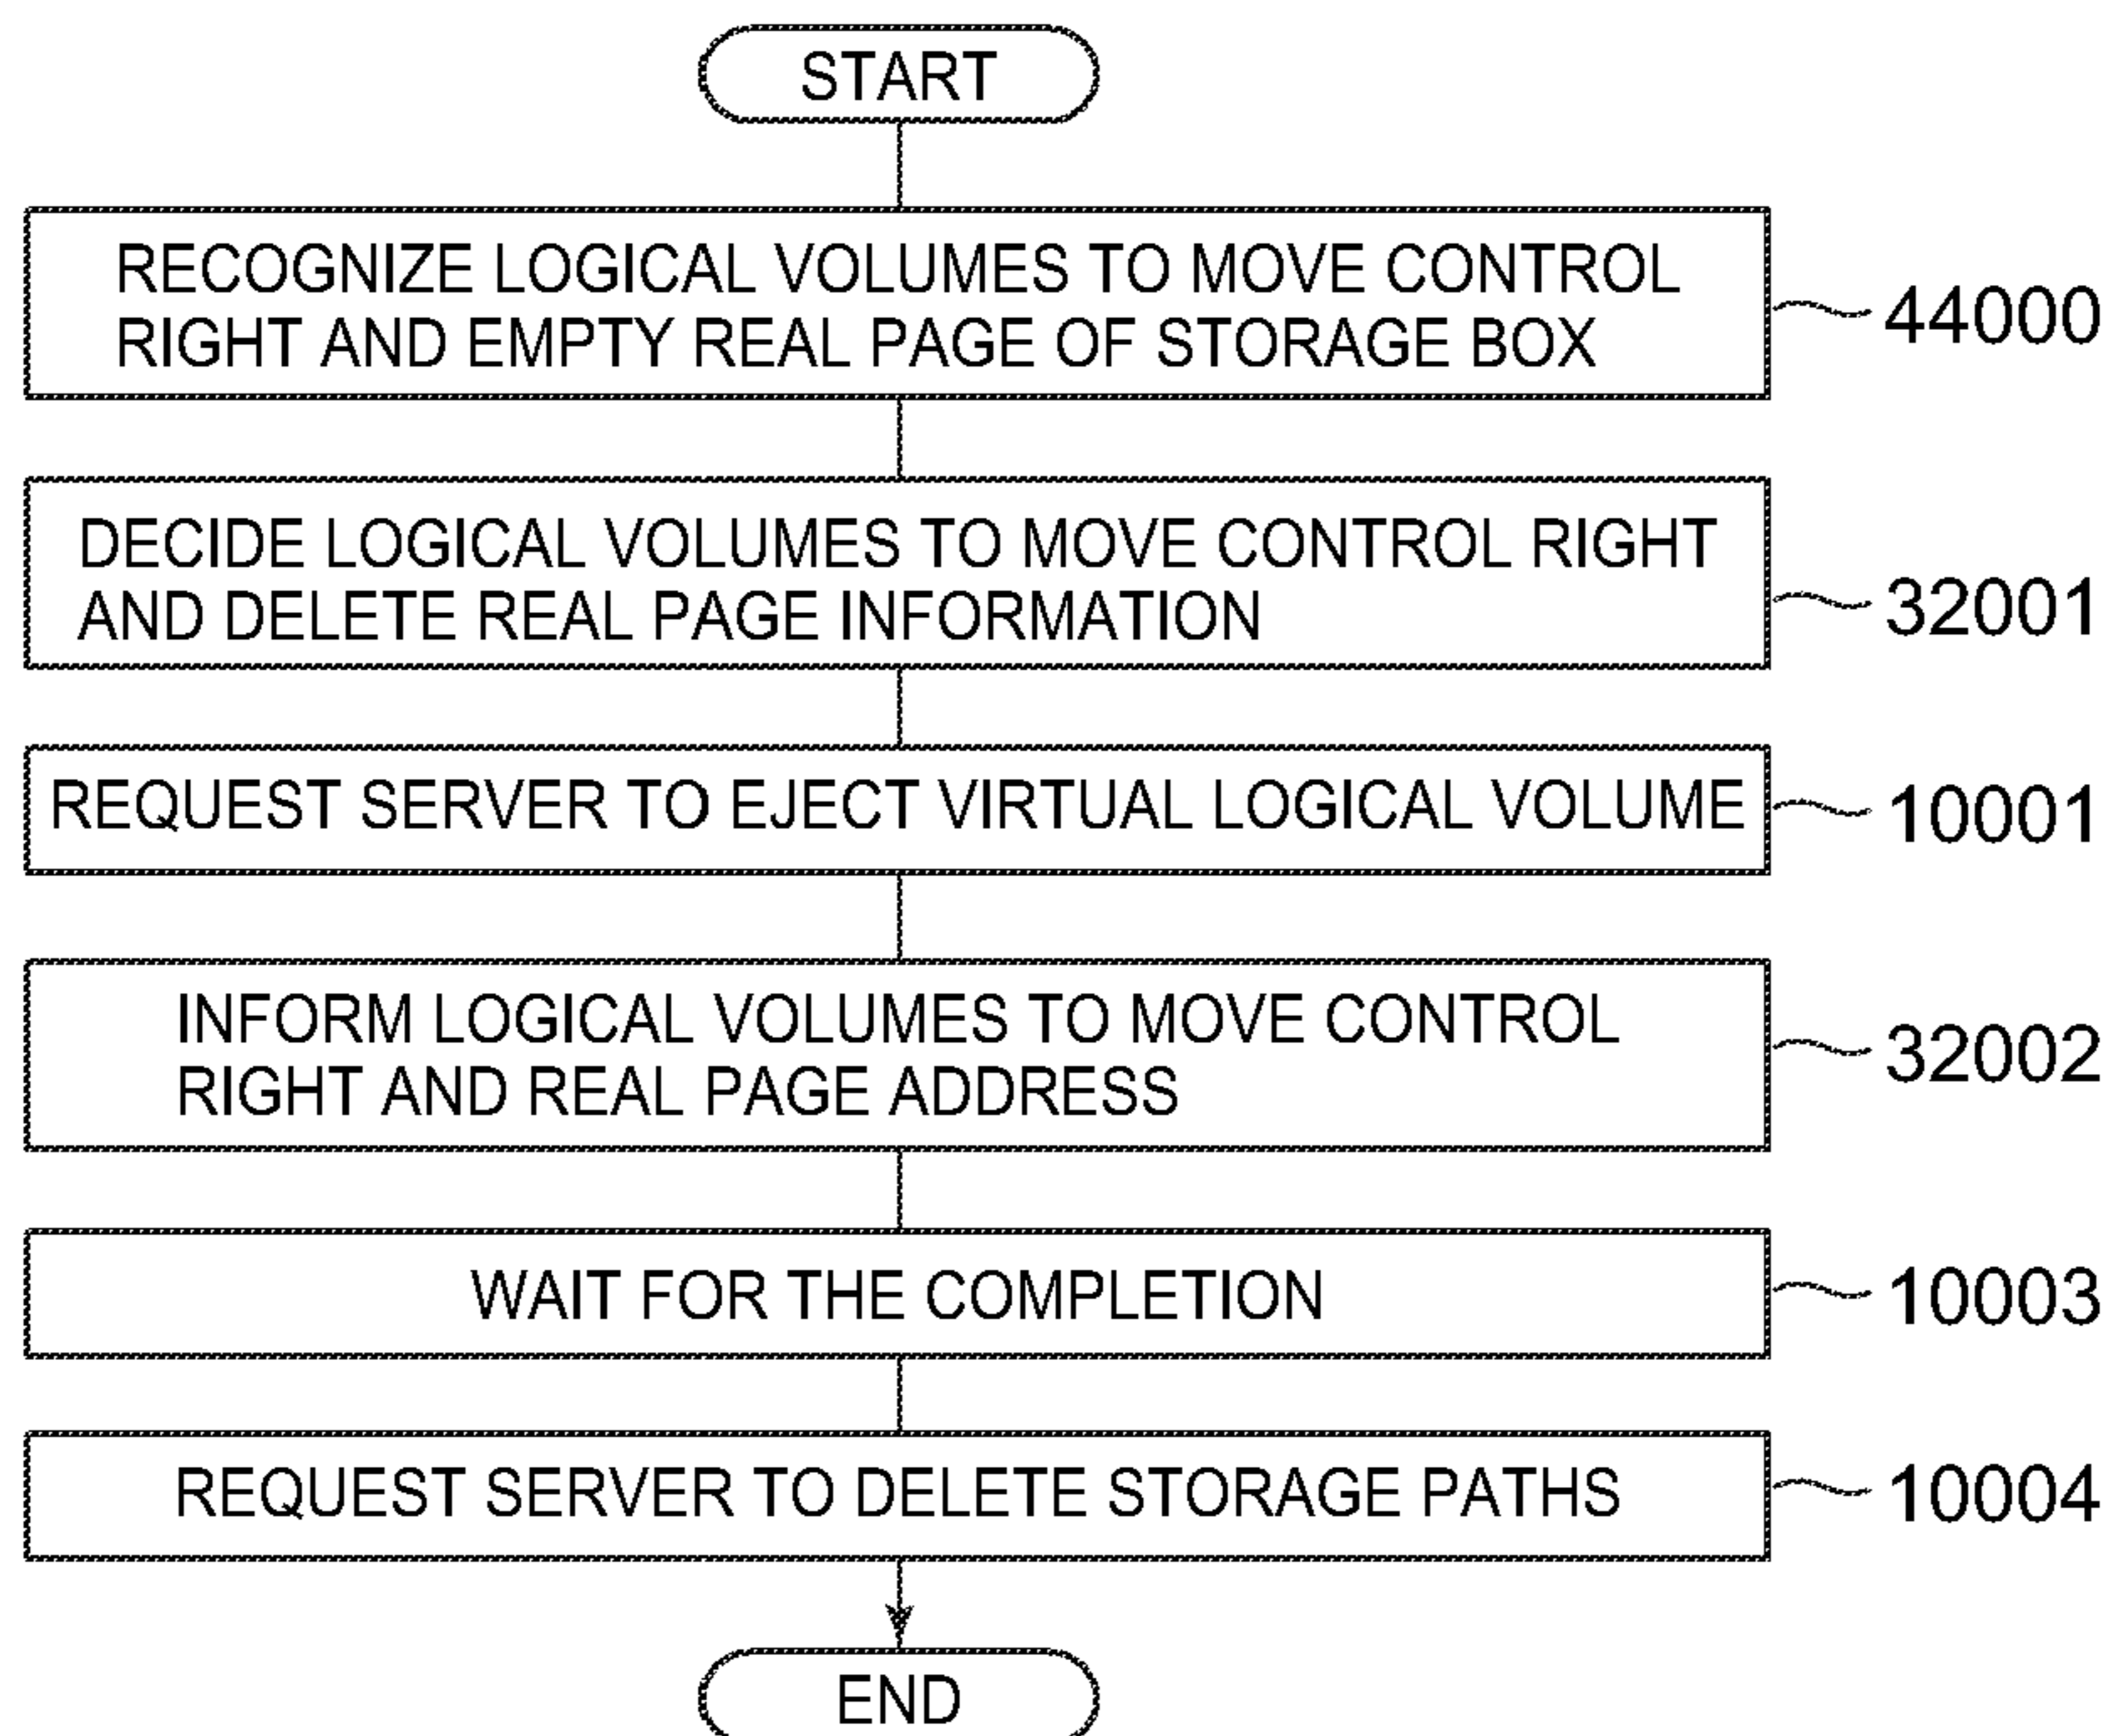 START
RECOGNIZE LOGICAL VOLUMES TO MOVE CONTROL
RIGHT AND EMPTY REAL PAGE OF STORAGE BOX
44000
DECIDE LOGICAL VOLUMES TO MOVE CONTROL RIGHT
AND DELETE REAL PAGE INFORMATION
32001
REQUEST SERVER TO EJECT VIRTUAL LOGICAL VOLUME
10001
INFORM LOGICAL VOLUMES TO MOVE CONTROL
RIGHT AND REAL PAGE ADDRESS
32002
WAIT FOR THE COMPLETION
10003
REQUEST SERVER TO DELETE STORAGE PATHS
10004
END